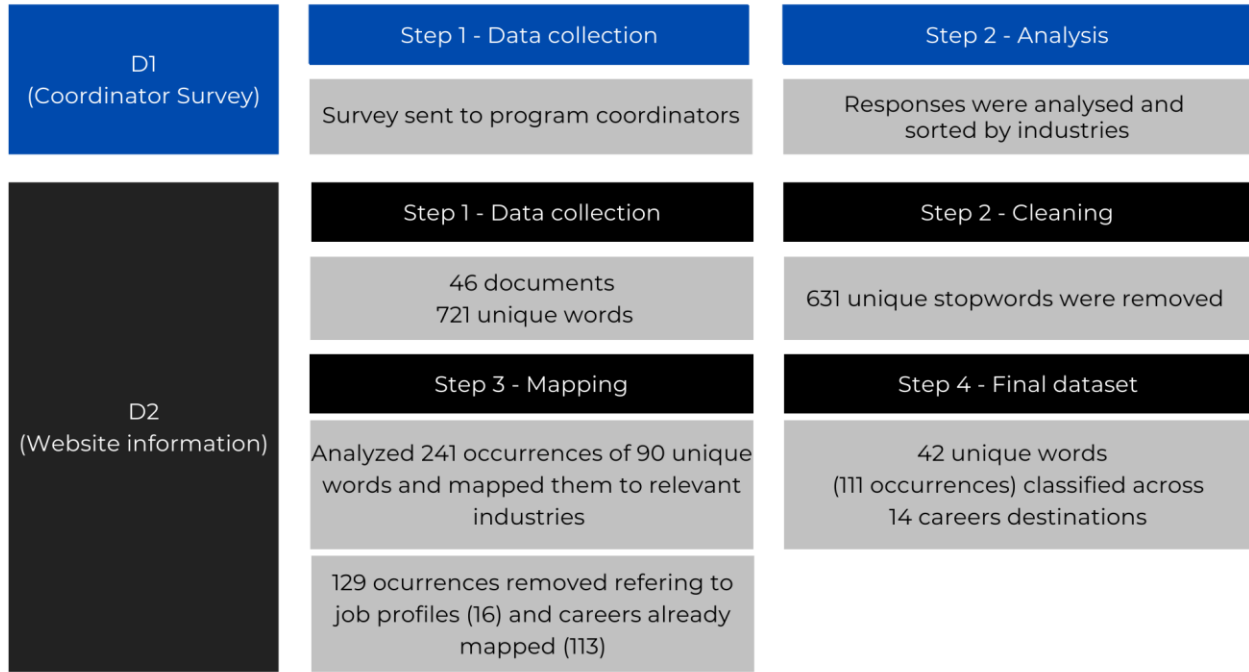 D1
(Coordinator Survey)
Step 1 - Data collection
Step 2 - Analysis
Survey sent to program coordinators
Responses were analysed and
sorted by industries
D2
(Website information)
Step 1 - Data collection
Step 2 - Cleaning
46 documents
721 unique words
631 unique stopwords were removed
Step 3 - Mapping
Step 4 - Final dataset
Analyzed 241 occurrences of 90 unique
words and mapped them to relevant
industries
42 unique words
(111 occurrences) classified across
14 careers destinations
129 ocurrences removed refering to
job profiles (16) and careers already
mapped (113)